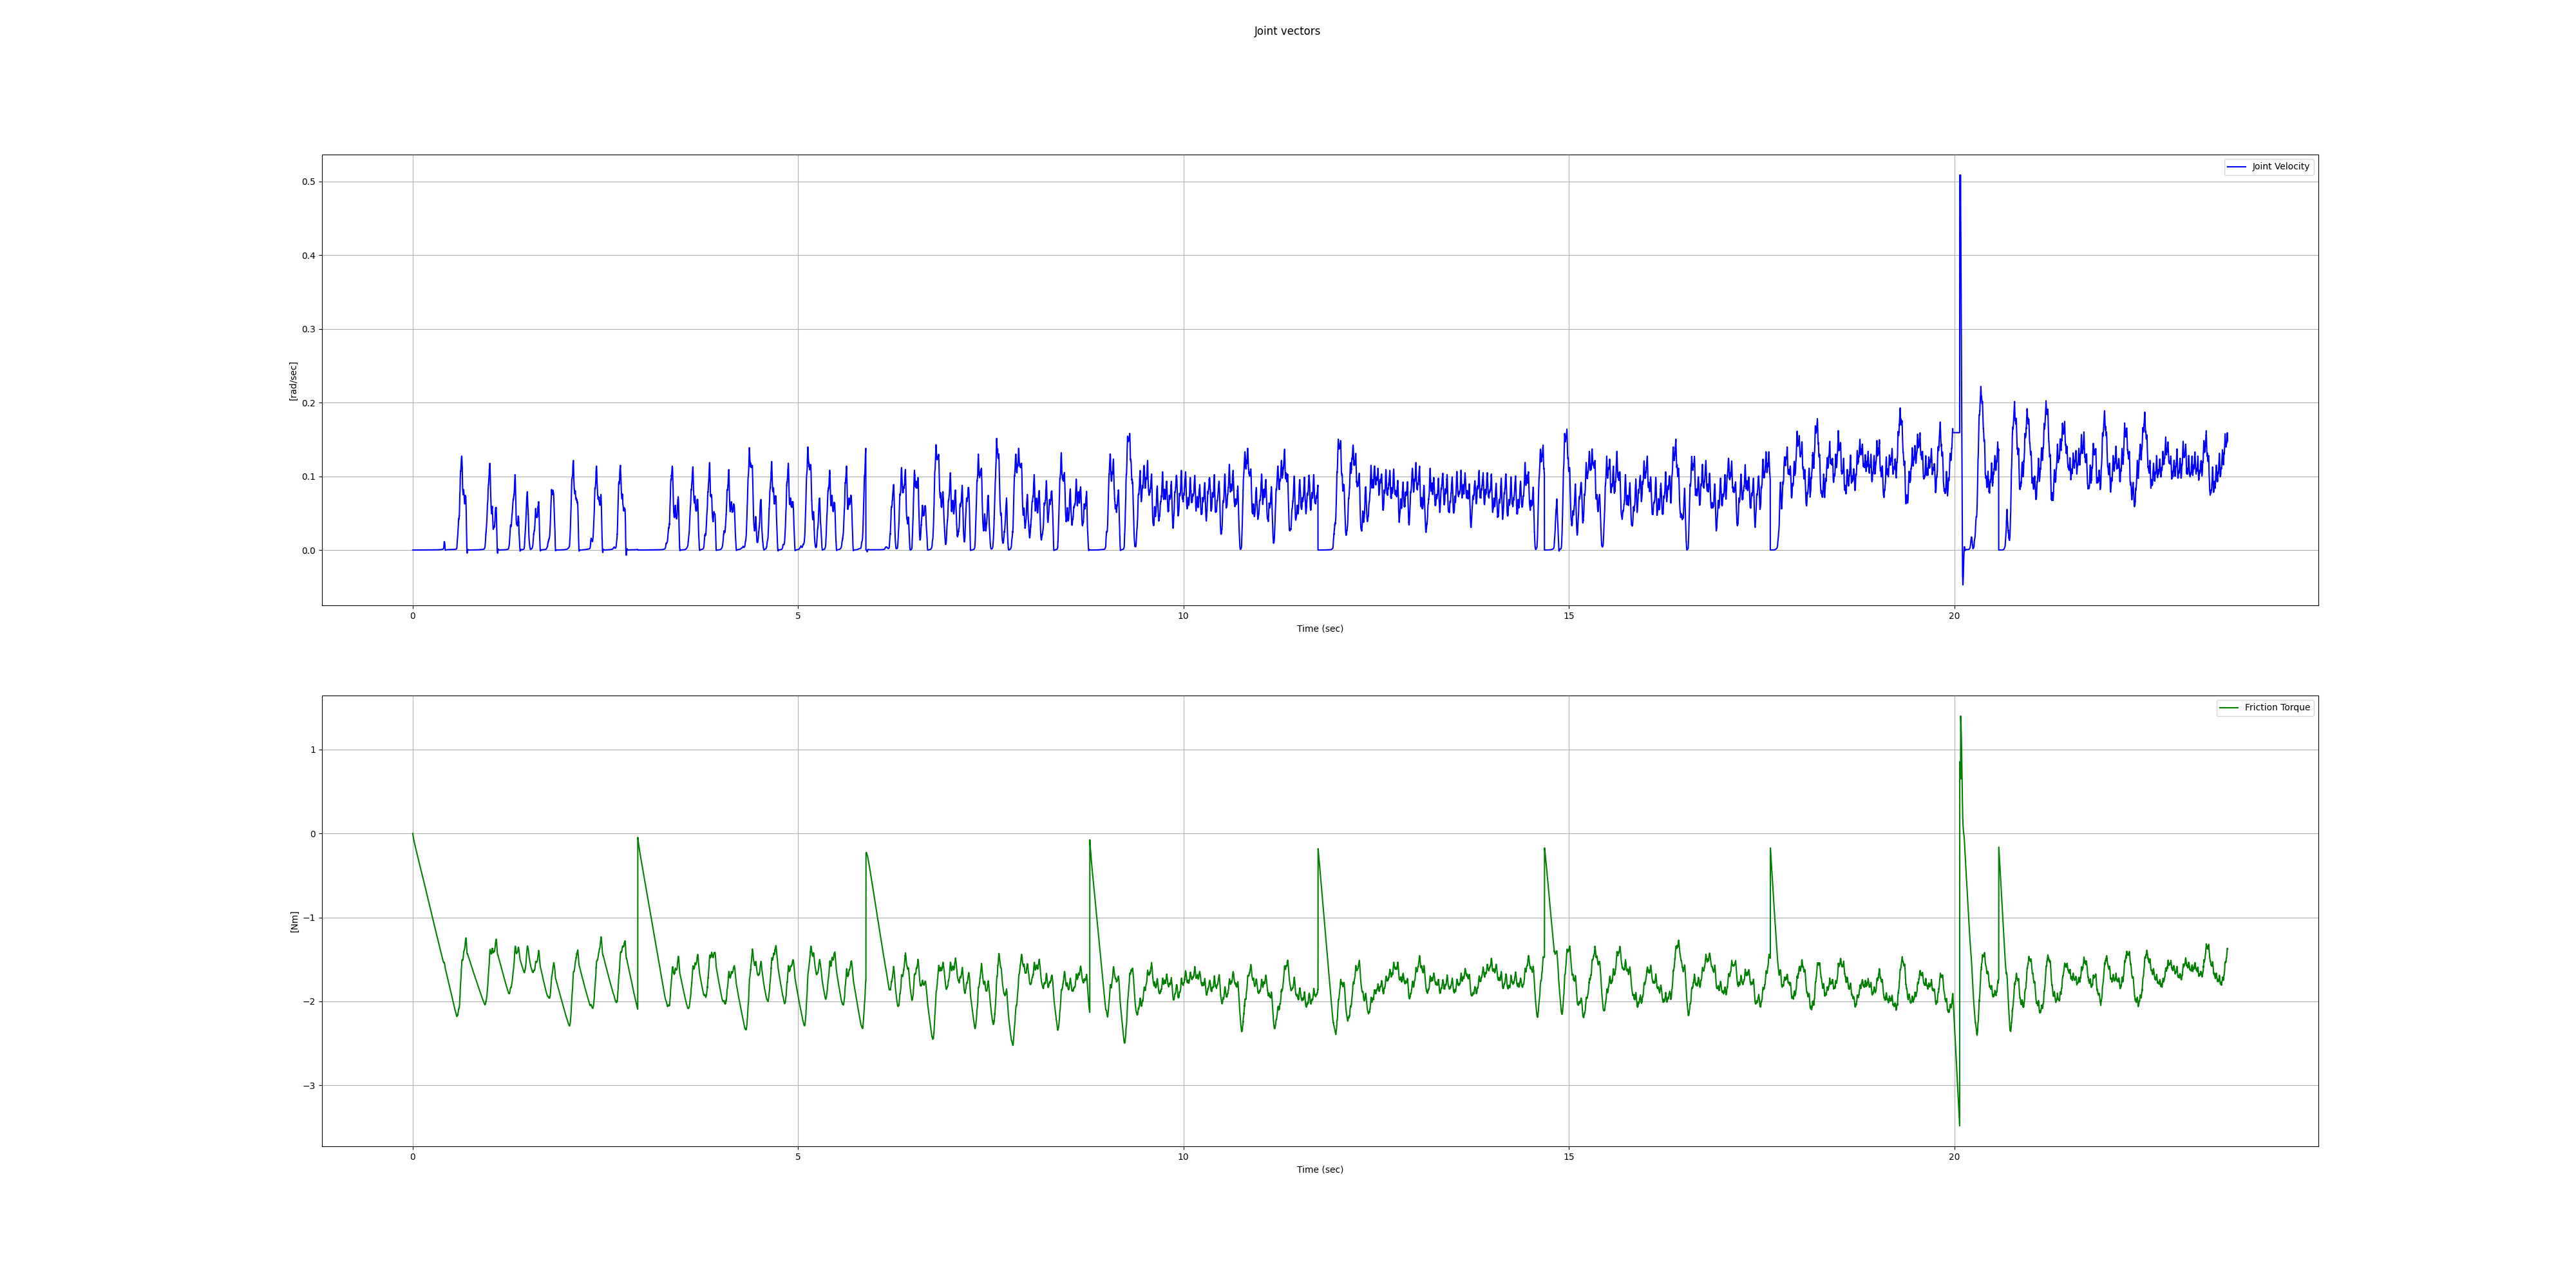 Joint vectors
Joint Velocity
0.5
0.4
0.3
0.2
0.1
0.0
[rad/sec]
0 5 10 15 20
Time (sec)
Friction Torque
1
0
−1
−2
−3
[Nm]
0 5 10 15 20
Time (sec)